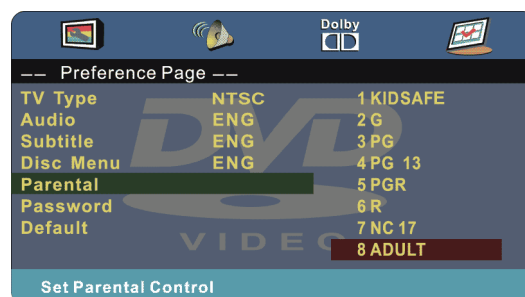 Dolby
–– Preference Page ––
TV Type NTSC 1 KIDSAFE
Audio ENG 2 G
Subtitle ENG 3 PG
Disc Menu ENG 4 PG 13
Parental 5 PGR
Password 6 R
Default 7 NC 17
8 ADULT
DVD
VIDEO
Set Parental Control